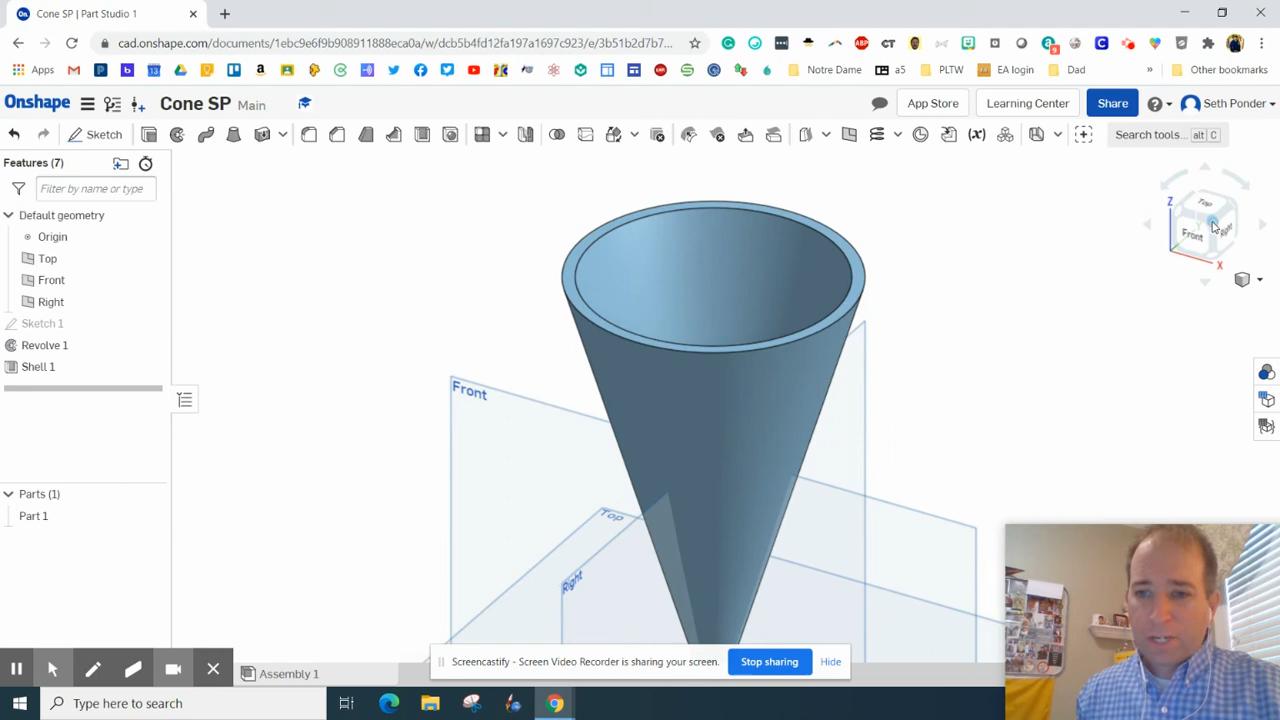 Cone SP | Part Studio 1
cad.onshape.com/documents/1ebc9e6f9b908911888eca0a/w/dcb5b4fd12fa197a1697c923/e/3b51b2d7b7...
Apps
Notre Dame
a5
PLTW
EA login
Dad
»
Other bookmarks
Onshape
Cone SP Main
App Store
Learning Center
Share
Seth Ponder
Sketch
Search tools... alt C
Features (7)
Filter by name or type
Default geometry
Origin
Top
Front
Right
Sketch 1
Revolve 1
Shell 1
Parts (1)
Part 1
Top
Front
Right
Z
X
Front
Top
Right
Screencastify - Screen Video Recorder is sharing your screen.
Stop sharing
Hide
Assembly 1
Type here to search